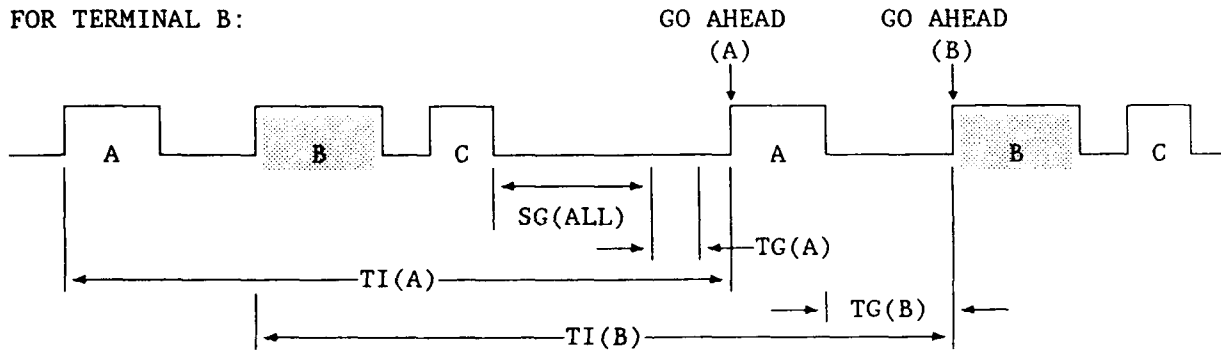 FOR TERMINAL B:
GO AHEAD
(A)
GO AHEAD
(B)
A
B
C
A
B
C
SG(ALL)
TG(A)
TI(A)
TG(B)
TI(B)